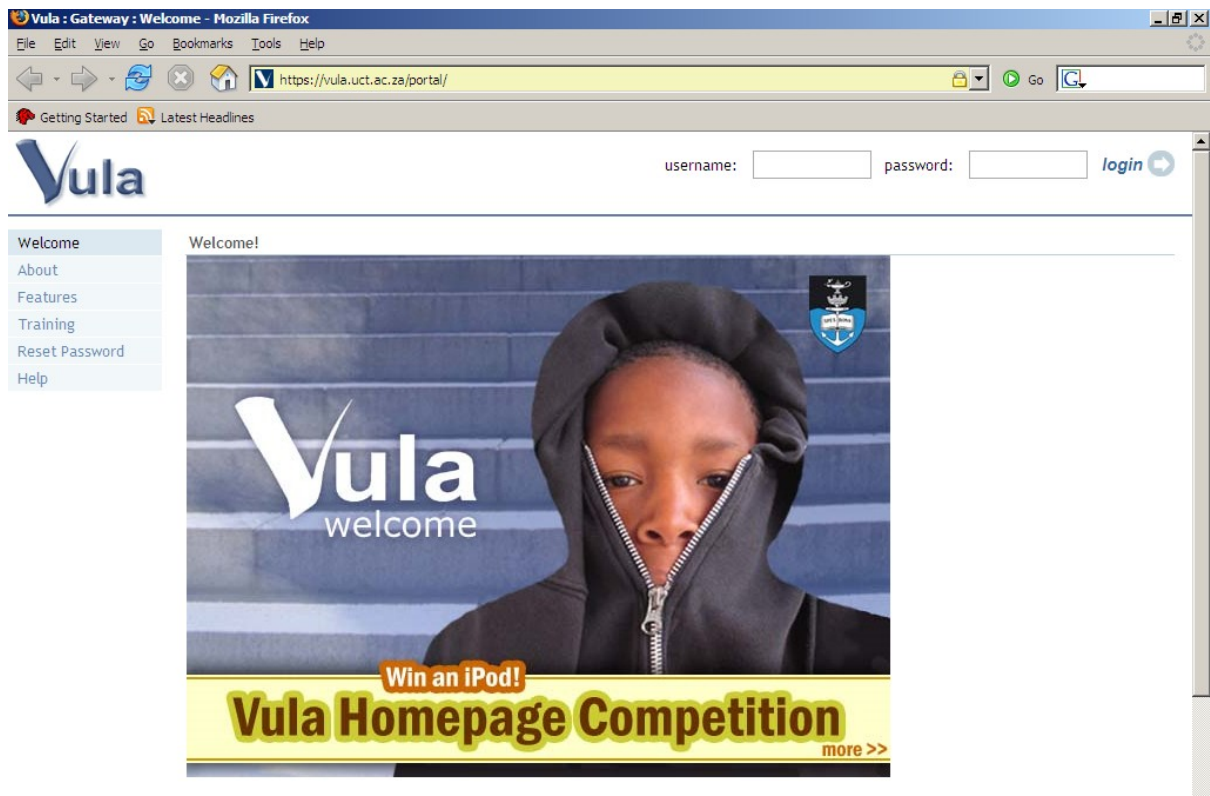 Vula : Gateway : Welcome - Mozilla Firefox
File Edit View Go Bookmarks Tools Help
https://vula.uct.ac.za/portal/ Go G
Getting Started Latest Headlines
Vula username: password: login
Welcome
About
Features
Training
Reset Password
Help
Welcome!
Vula
welcome
Win an iPod!
Vula Homepage Competition
more >>